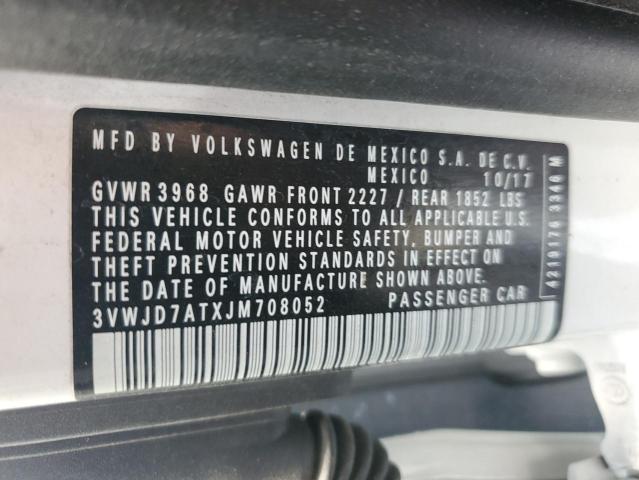 MFD BY VOLKSWAGEN DE MEXICO S.A. DE C.V.
MEXICO 10/17
GVWR 3968 GAWR FRONT 2227 / REAR 1852 LBS
THIS VEHICLE CONFORMS TO ALL APPLICABLE U.S.
FEDERAL MOTOR VEHICLE SAFETY, BUMPER AND
THEFT PREVENTION STANDARDS IN EFFECT ON
THE DATE OF MANUFACTURE SHOWN ABOVE.
3VWJD7ATXJM708052 PASSENGER CAR
4219176 3340 M